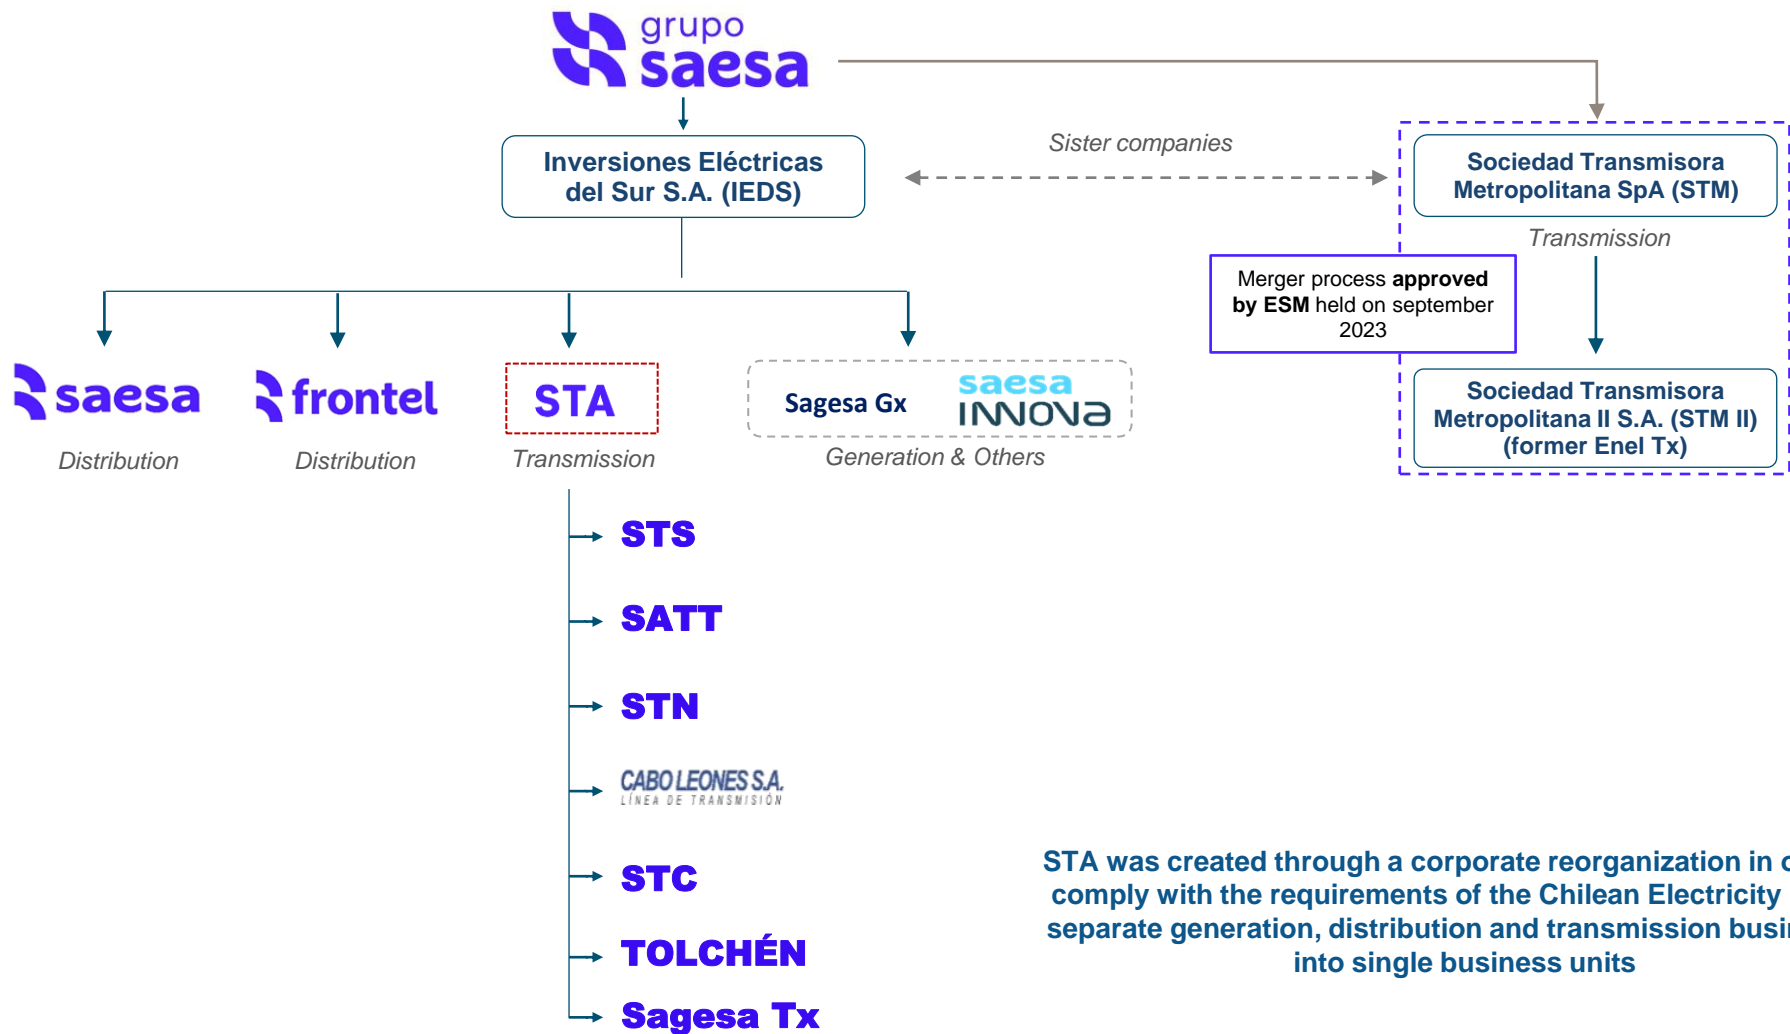 grupo
saesa
Inversiones Eléctricas
del Sur S.A. (IEDS)
Sister companies
Sociedad Transmisora
Metropolitana SpA (STM)
Transmission
Merger process approved
by ESM held on september
2023
Sociedad Transmisora
Metropolitana II S.A. (STM II)
(former Enel Tx)
saesa
Distribution
frontel
Distribution
STA
Transmission
Sagesa Gx
saesa
INNOVA
Generation & Others
STS
SATT
STN
CABO LEONES S.A.
LÍNEA DE TRANSMISIÓN
STC
TOLCHÉN
Sagesa Tx
STA was created through a corporate reorganization in
comply with the requirements of the Chilean Electricity
separate generation, distribution and transmission
into single business units